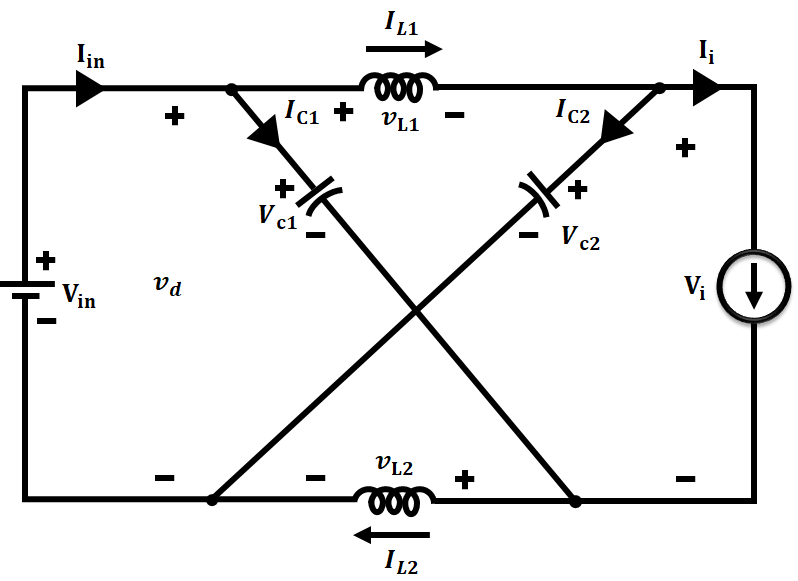 I_L1
I_in
I_i
+
I_C1
+
v_L1
−
I_C2
+
+
V_c1
−
+
V_c2
−
+
V_in
−
v_d
V_i
−
−
v_L2
+
−
I_L2